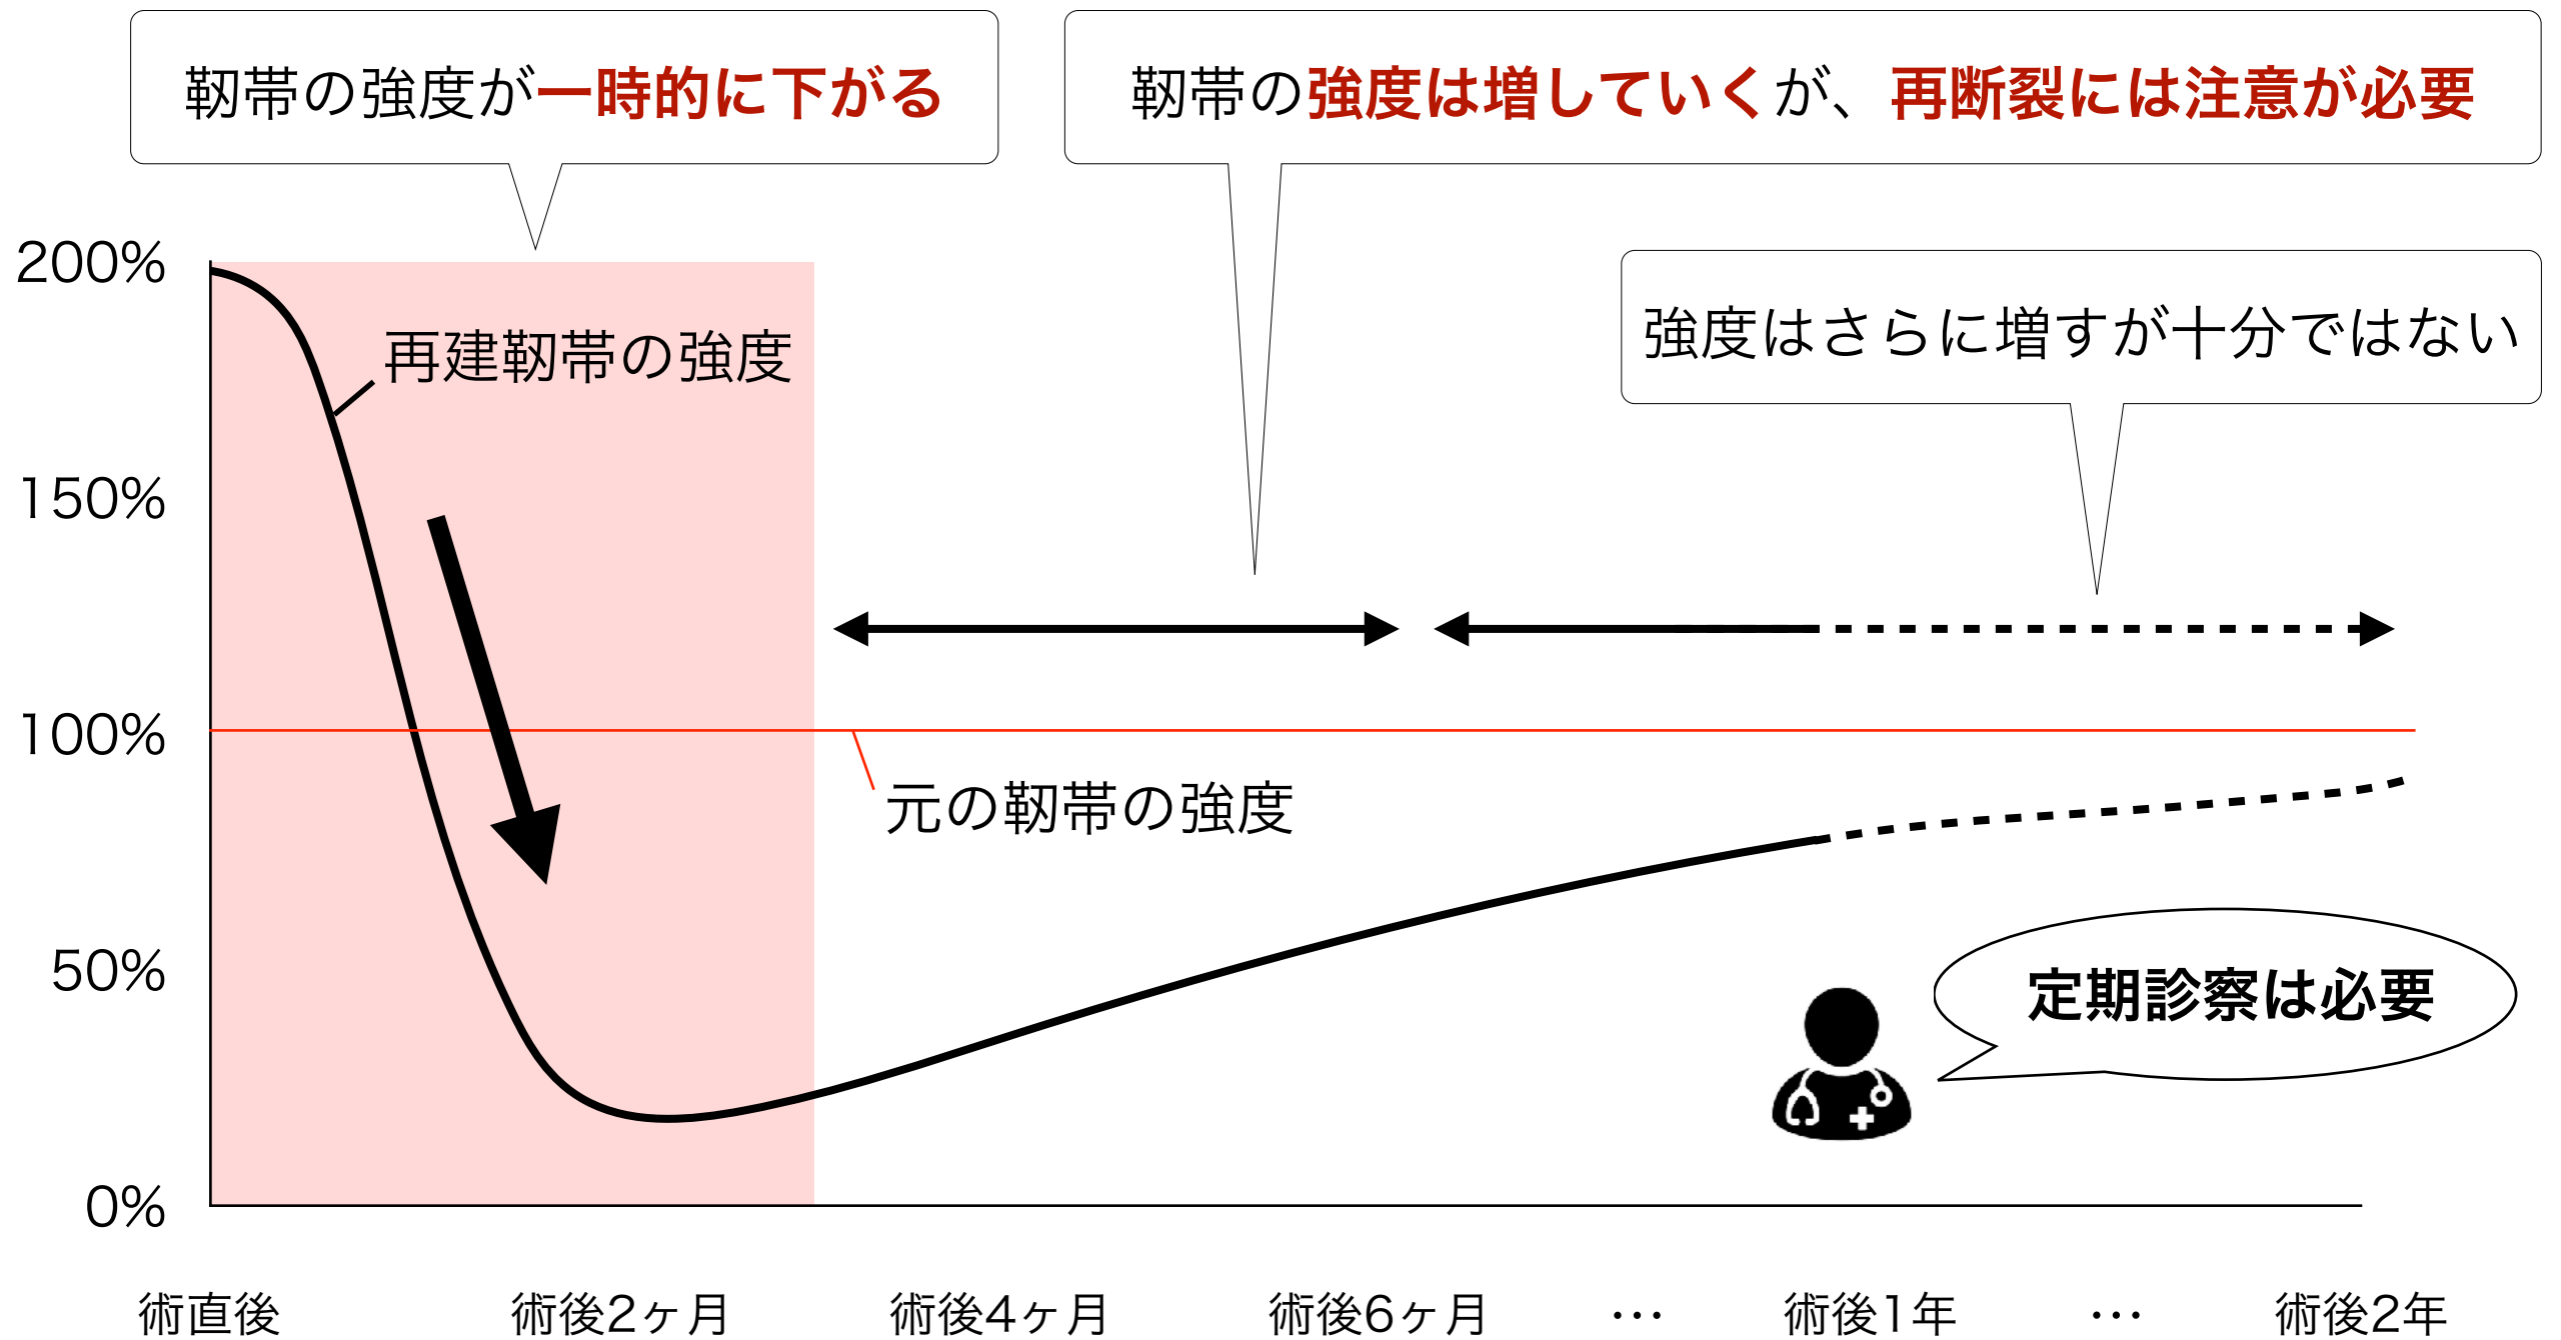 靭帯の強度が一時的に下がる
靭帯の強度は増していくが、再断裂には注意が必要
強度はさらに増すが十分ではない
200%
再建靭帯の強度
150%
100%
元の靭帯の強度
50%
定期診察は必要
0%
術直後 術後2ヶ月 術後4ヶ月 術後6ヶ月 … 術後1年 … 術後2年